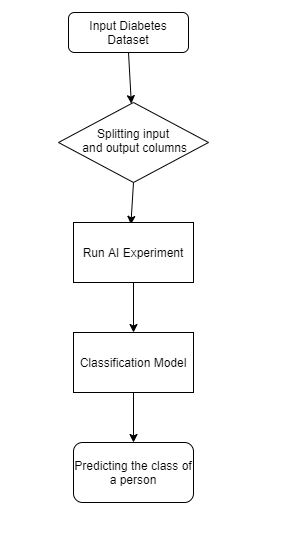 Input Diabetes
Dataset
Splitting input
and output columns
Run AI Experiment
Classification Model
Predicting the class of
a person